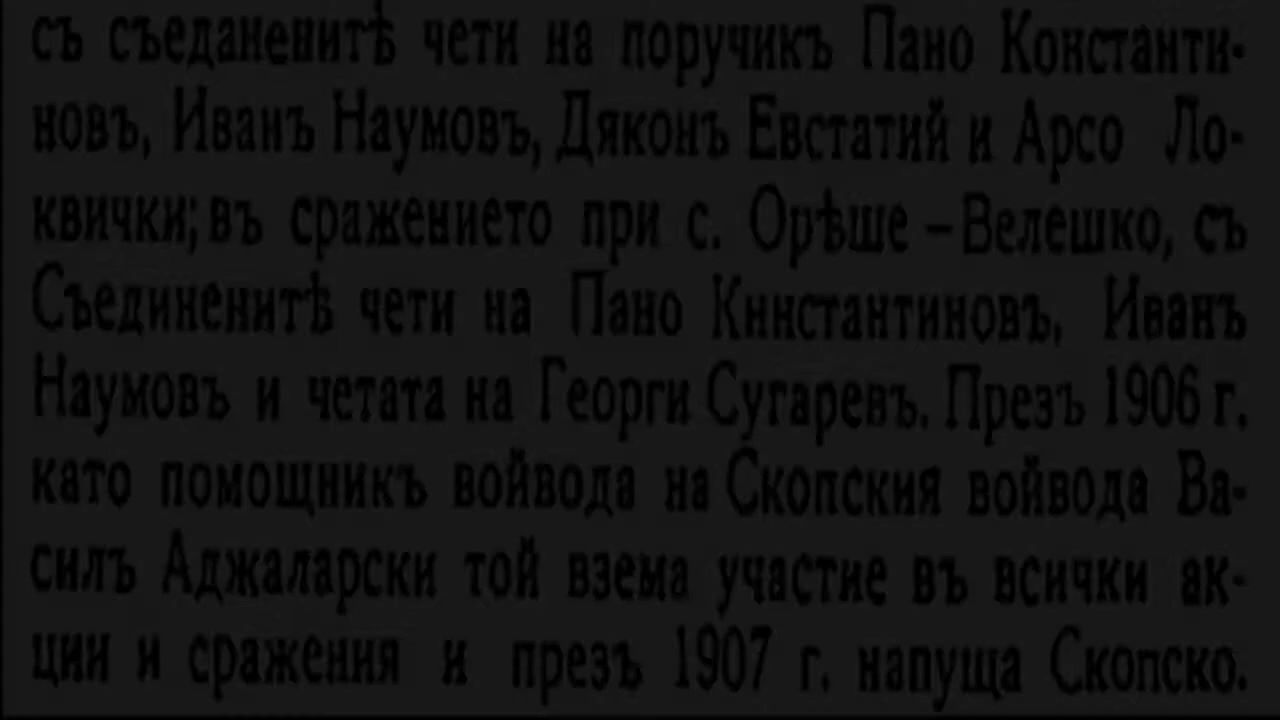 съ съеданенитѣ чети на поручикъ Пано Константи-
новъ, Иванъ Наумовъ, Дяконъ Евстатий и Арсо Ло-
квички; въ сражението при с. Орѣше – Велешко, съ
Съединенитѣ чети на Пано Кннстантиновъ, Иванъ
Наумовъ и четата на Георги Сугаревъ. Презъ 1906 г.
като помощникъ войвода на Скопския войвода Ва-
силъ Аджаларски той взема участие въ всички ак-
ции и сражения и презъ 1907 г. напуща Скопско.